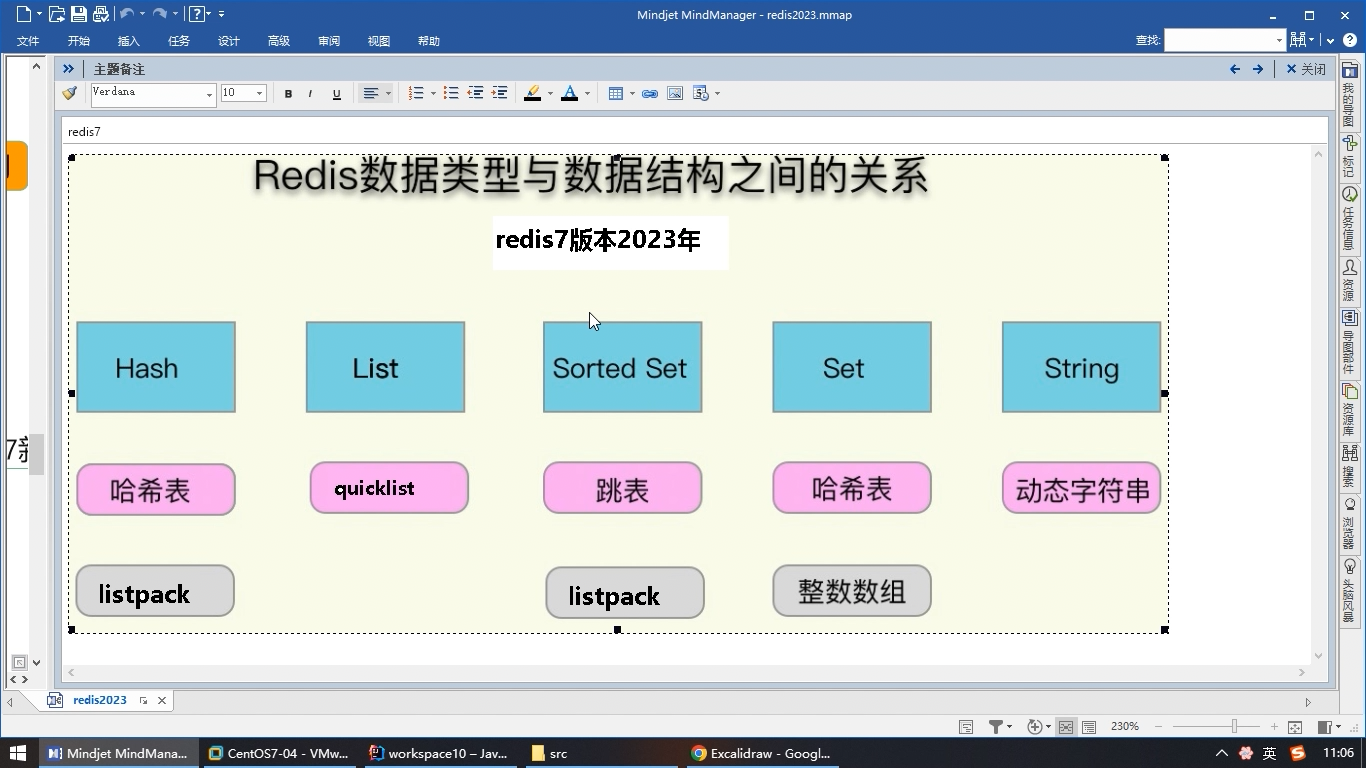 Mindjet MindManager - redis2023.mmap
文件 开始 插入 任务 设计 高级 审阅 视图 帮助
查找:
主题备注
关闭
Verdana 10 B I U A
redis7
Redis数据类型与数据结构之间的关系
redis7版本2023年
Hash List Sorted Set Set String
哈希表 quicklist 跳表 哈希表 动态字符串
listpack listpack 整数数组
我的导图
标记
任务信息
资源
导图部件
资源库
搜索
浏览器
头脑风暴
redis2023
230%
Mindjet MindMana... CentOS7-04 - VMw... workspace10 – Jav... src Excalidraw - Googl...
英 11:06